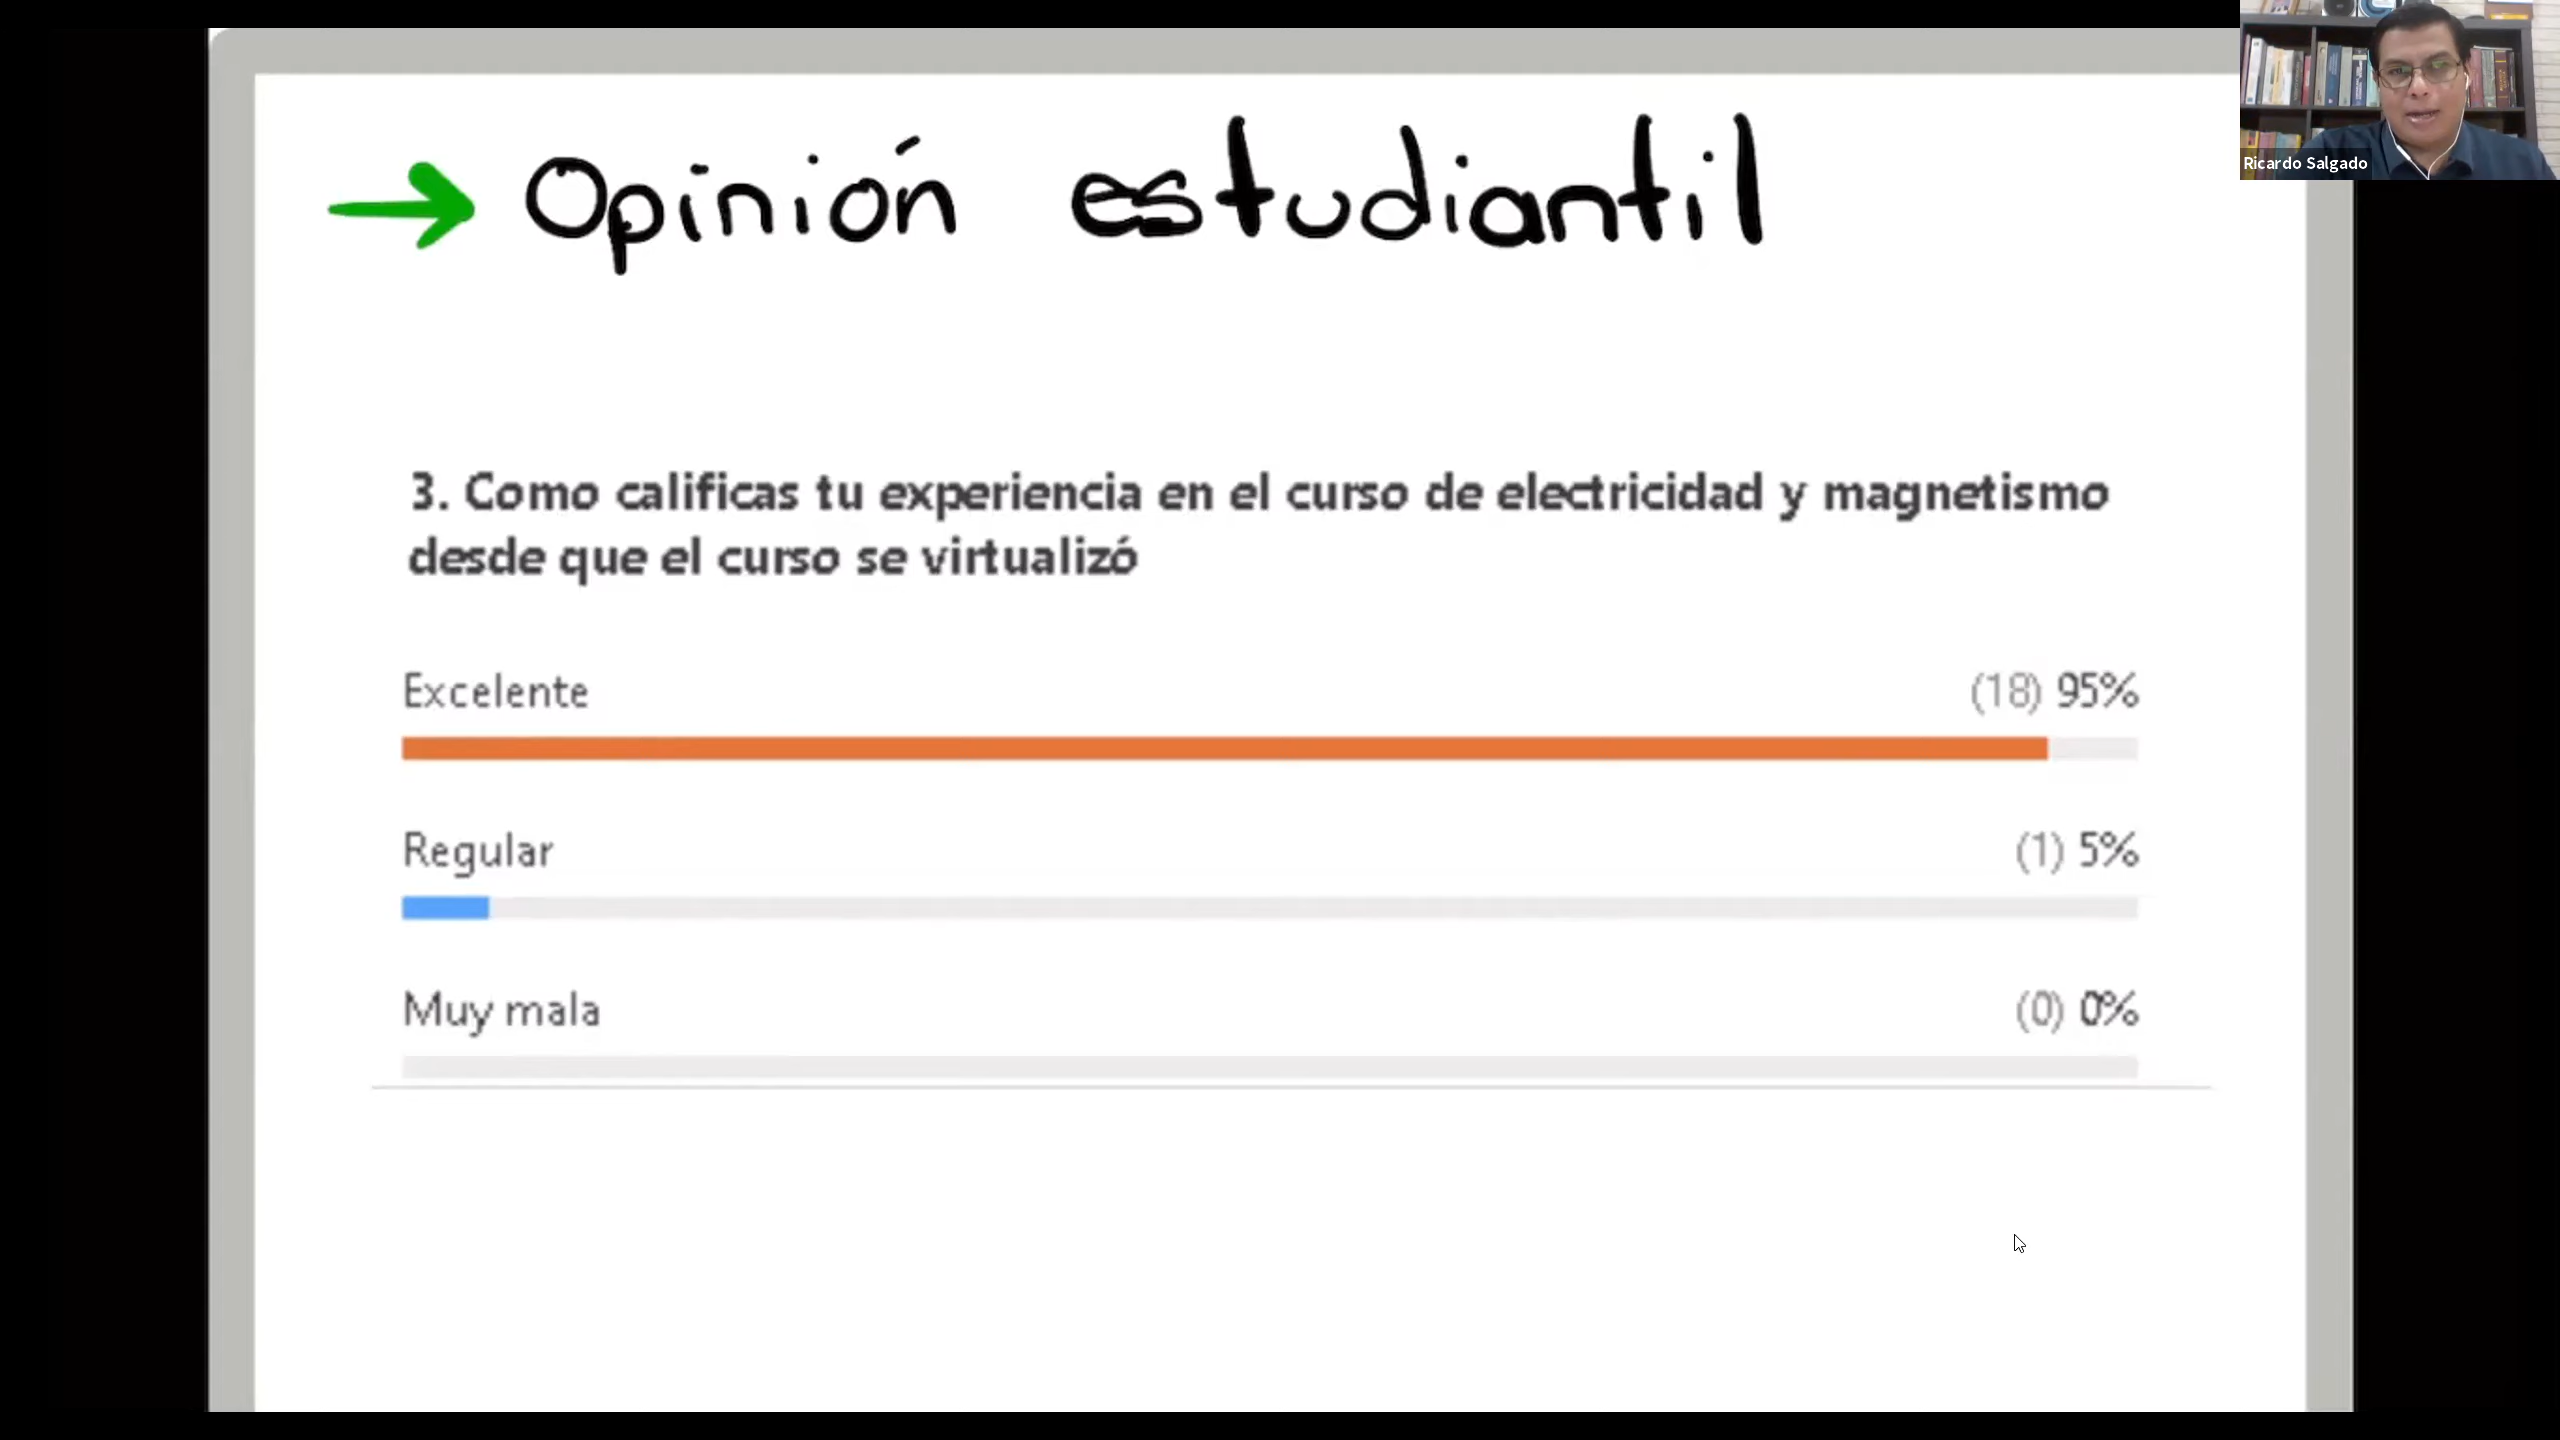 Ricardo Salgado
Opinión estudiantil
3. Como calificas tu experiencia en el curso de electricidad y magnetismo
desde que el curso se virtualizó
Excelente (18) 95%
Regular (1) 5%
Muy mala (0) 0%